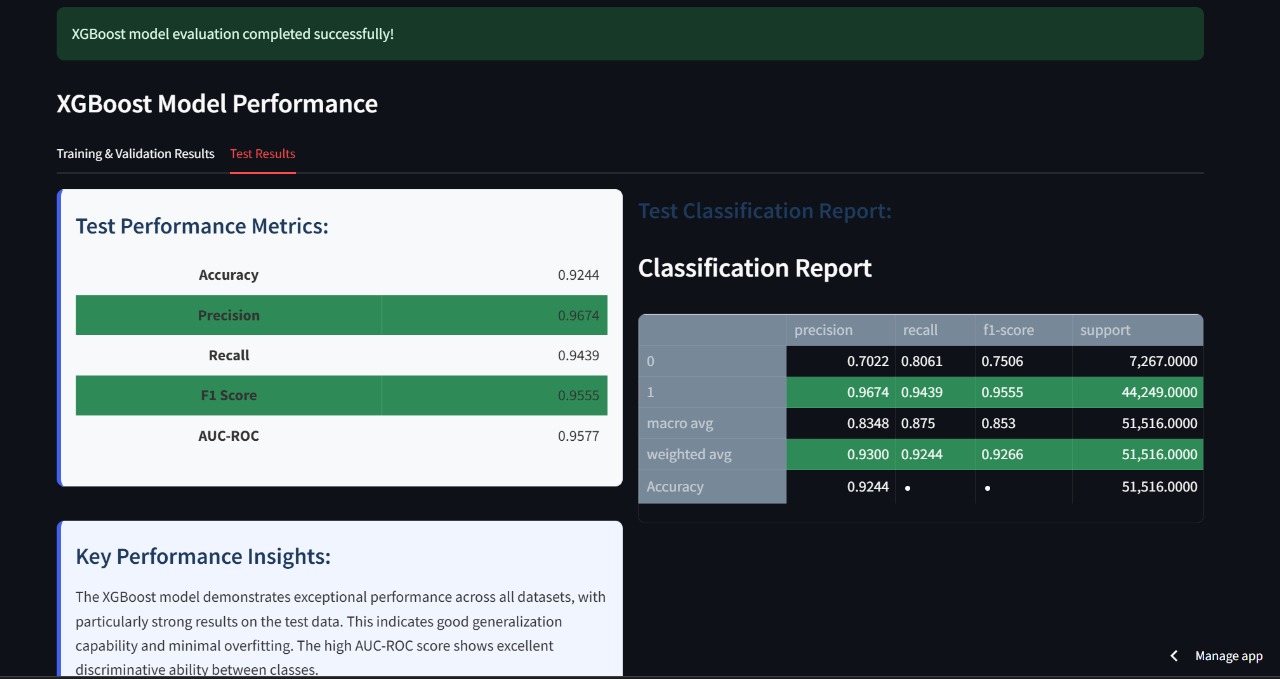 XGBoost model evaluation completed successfully!
XGBoost Model Performance
Training & Validation Results Test Results
Test Performance Metrics:
Accuracy 0.9244
Precision 0.9674
Recall 0.9439
F1 Score 0.9555
AUC-ROC 0.9577
Key Performance Insights:
The XGBoost model demonstrates exceptional performance across all datasets, with
particularly strong results on the test data. This indicates good generalization
capability and minimal overfitting. The high AUC-ROC score shows excellent
discriminative ability between classes.
Test Classification Report:
Classification Report
precision recall f1-score support
0 0.7022 0.8061 0.7506 7,267.0000
1 0.9674 0.9439 0.9555 44,249.0000
macro avg 0.8348 0.875 0.853 51,516.0000
weighted avg 0.9300 0.9244 0.9266 51,516.0000
Accuracy 0.9244 • • 51,516.0000
Manage app